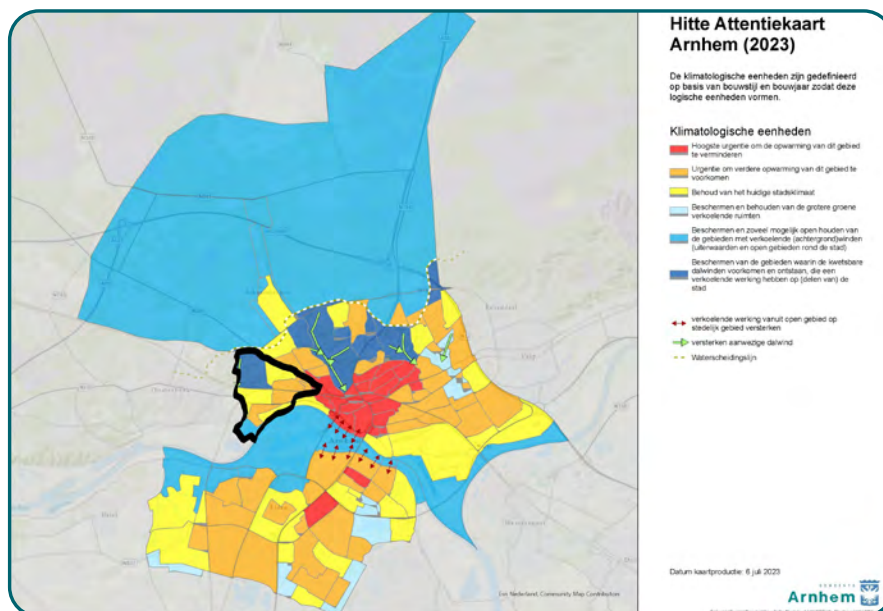 Hitte Attentiekaart
Arnhem (2023)
De klimatologische eenheden zijn gedefinieerd
op basis van bouwstijl en bouwjaar zodat deze
logische eenheden vormen.
Klimatologische eenheden
Hoogste urgentie om de opwarming van dit gebied
te verminderen
Urgentie om verdere opwarming van dit gebied te
voorkomen
Behoud van het huidige stadsklimaat
Beschermen en behouden van de grotere groene
verkoelende ruimten
Beschermen en zoveel mogelijk open houden van
de gebieden met verkoelende (achtergrond)winden
(uiterwaarden en open gebieden rond de stad)
Beschermen van de gebieden waarin de kwetsbare
dalwinden voorkomen en ontstaan, die een
verkoelende werking hebben op (delen van) de
stad
verkoelende werking vanuit open gebied op
stedelijk gebied versterken
versterken aanwezige dalwind
Waterscheidingslijn
Esri Nederland, Community Map Contributors
Datum kaartproductie: 6 juli 2023
GEMEENTE
Arnhem